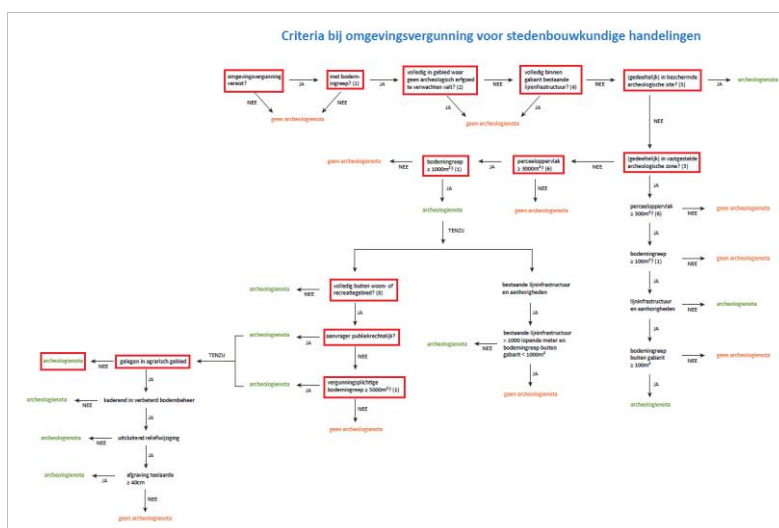 Criteria bij omgevingsvergunning voor stedenbouwkundige handelingen
omgevingsvergunning
vereist?
JA
met bodem-
ingreep? (1)
JA
volledig in gebied waar
geen archeologisch erfgoed
te verwachten valt? (2)
NEE
volledig binnen
gabarit bestaande
lijninfrastructuur? (4)
NEE
(gedeeltelijk) in beschermde
archeologische site? (5)
JA
archeologienota
NEE
NEE
JA
JA
NEE
geen archeologienota
geen archeologienota
geen archeologienota
NEE
bodemingreep
≥ 1000m²? (1)
JA
perceeloppervlak
≥ 3000m²? (6)
NEE
(gedeeltelijk) in vastgestelde
archeologische zone? (3)
JA
NEE
JA
archeologienota
geen archeologienota
perceeloppervlak
≥ 300m²? (6)
NEE
geen archeologienota
TENZIJ
JA
bodemingreep
≥ 100m²? (1)
NEE
geen archeologienota
archeologienota
NEE
volledig buiten woon- of
recreatiegebied? (8)
bestaande lijninfrastructuur
en aanhorigheden
JA
JA
JA
lijninfrastructuur
en aanhorigheden
NEE
archeologienota
archeologienota
JA
aanvrager publiekrechtelijk?
archeologienota
NEE
bestaande lijninfrastructuur
> 1000 lopende meter en
bodemingreep buiten
gabarit < 1000m²
JA
TENZIJ
NEE
JA
bodemingreep
buiten gabarit
≥ 100m²
NEE
geen archeologienota
archeologienota
NEE
gelegen in agrarisch gebied
archeologienota
JA
vergunningsplichtige
bodemingreep ≥ 5000m²? (1)
geen archeologienota
JA
archeologienota
JA
NEE
archeologienota
NEE
kaderend in verbeterd bodembeheer
geen archeologienota
JA
archeologienota
NEE
uitsluitend reliëfwijziging
JA
archeologienota
JA
afgraving teelaarde
≥ 40cm
NEE
geen archeologienota